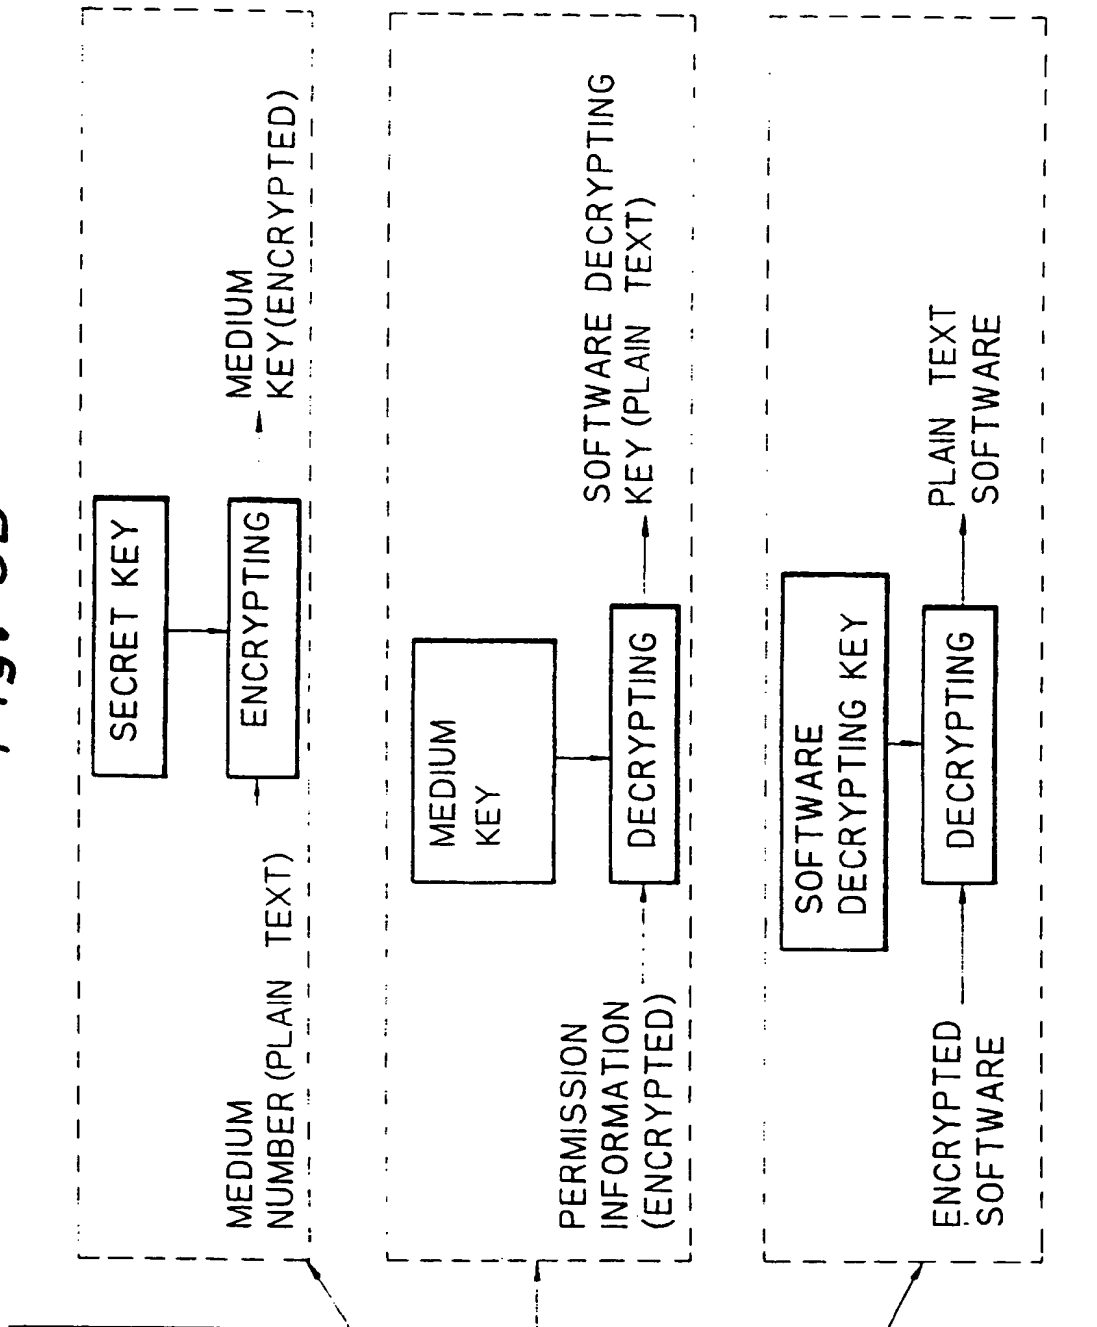 SECRET KEY
MEDIUM
NUMBER (PLAIN TEXT)
ENCRYPTING
MEDIUM
KEY(ENCRYPTED)
MEDIUM
KEY
PERMISSION
INFORMATION
(ENCRYPTED)
DECRYPTING
SOFTWARE DECRYPTING
KEY (PLAIN TEXT)
SOFTWARE
DECRYPTING KEY
ENCRYPTED
SOFTWARE
DECRYPTING
PLAIN TEXT
SOFTWARE